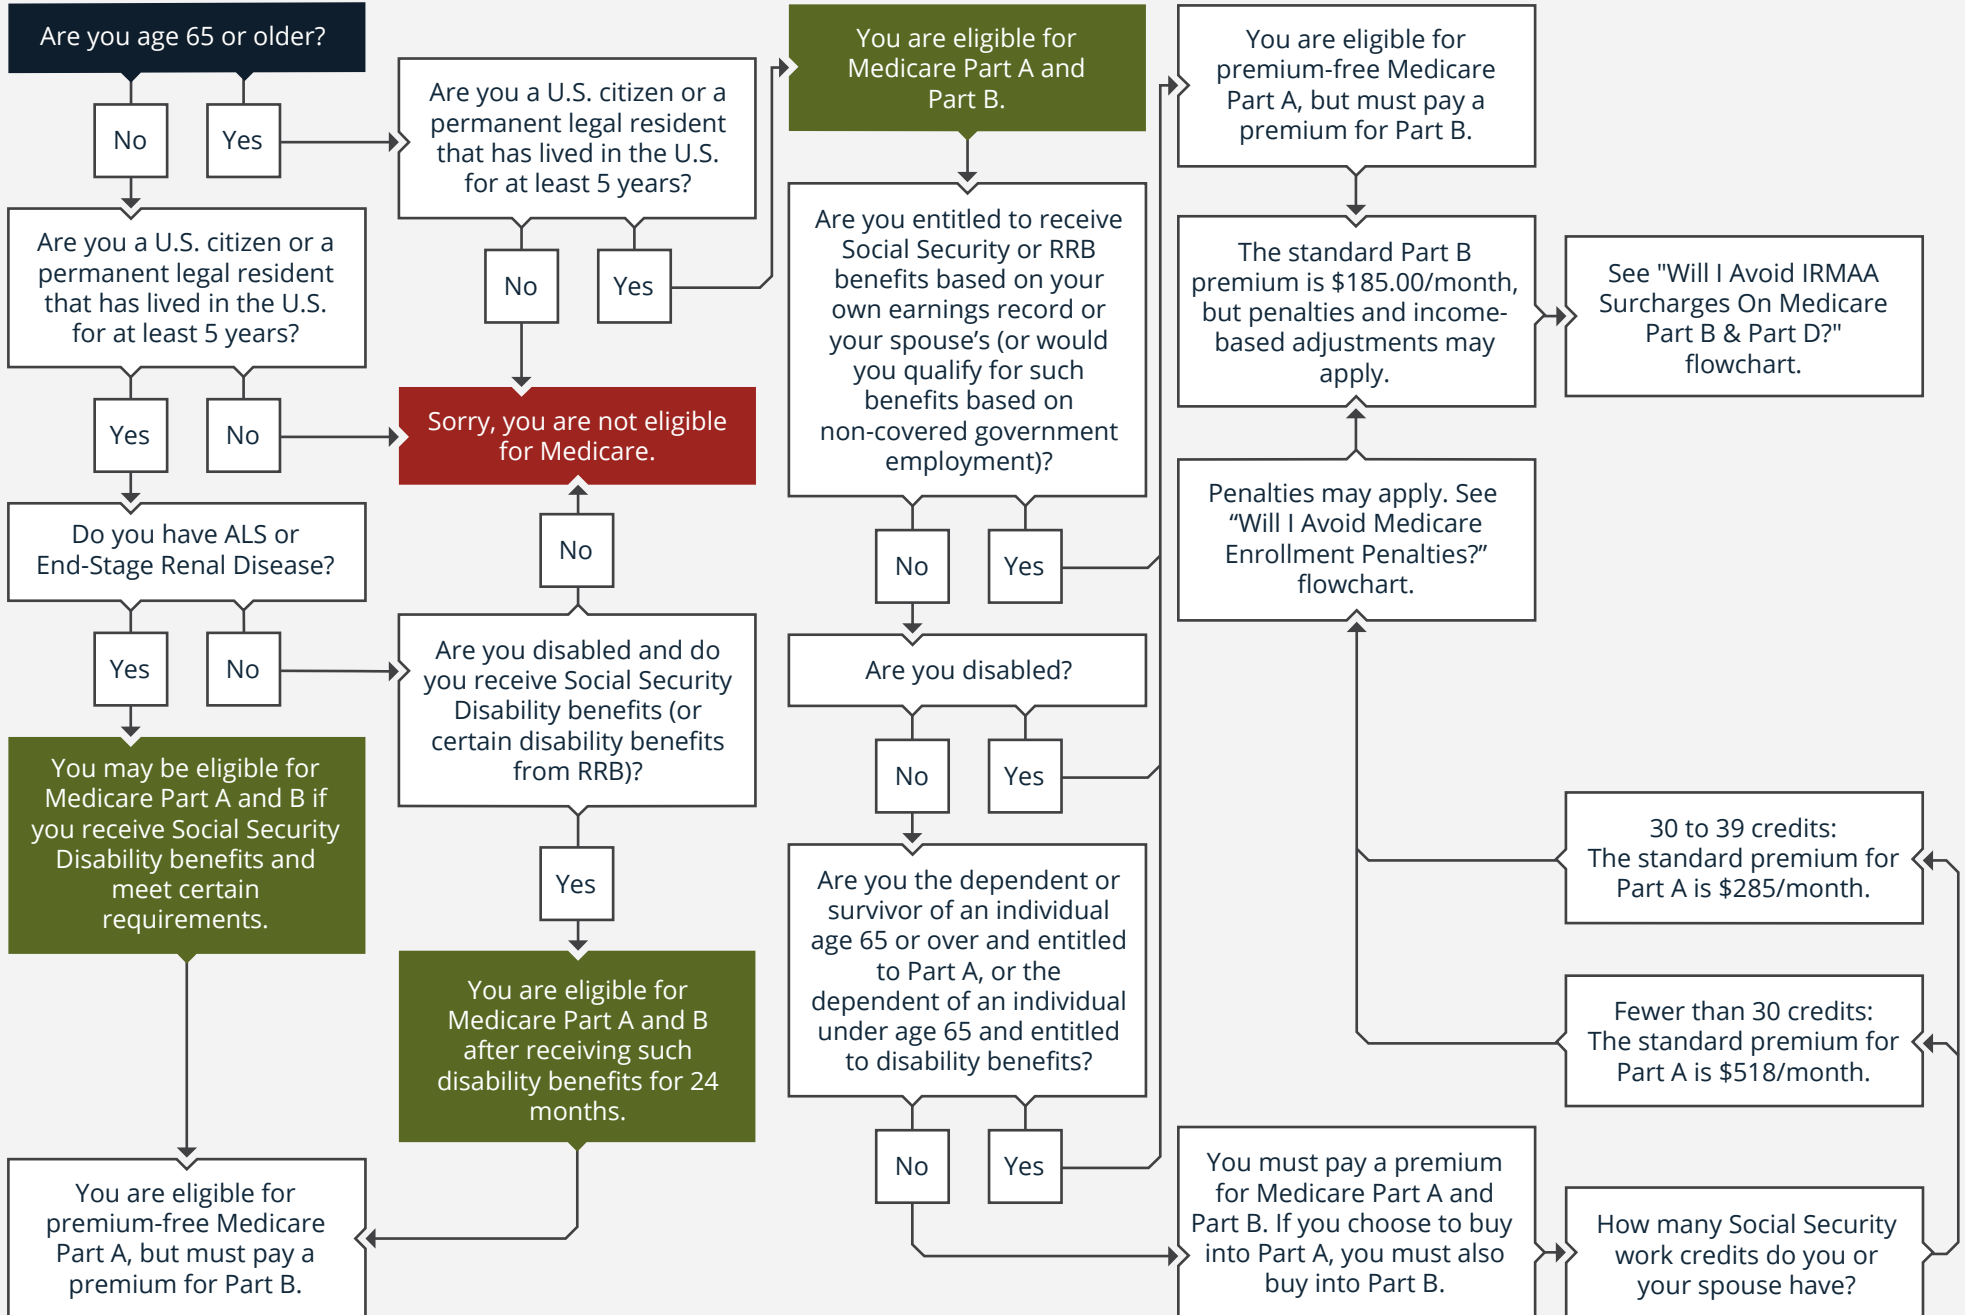 Are you age 65 or older?
No
Yes
Are you a U.S. citizen or a
permanent legal resident
that has lived in the U.S.
for at least 5 years?
Yes
No
Do you have ALS or
End-Stage Renal Disease?
Yes
No
You may be eligible for
Medicare Part A and B if
you receive Social Security
Disability benefits and
meet certain
requirements.
You are eligible for
premium-free Medicare
Part A, but must pay a
premium for Part B.
Are you a U.S. citizen or a
permanent legal resident
that has lived in the U.S.
for at least 5 years?
No
Yes
Sorry, you are not eligible
for Medicare.
No
Are you disabled and do
you receive Social Security
Disability benefits (or
certain disability benefits
from RRB)?
Yes
You are eligible for
Medicare Part A and B
after receiving such
disability benefits for 24
months.
You are eligible for
Medicare Part A and
Part B.
Are you entitled to receive
Social Security or RRB
benefits based on your
own earnings record or
your spouse’s (or would
you qualify for such
benefits based on
non-covered government
employment)?
No
Yes
Are you disabled?
No
Yes
Are you the dependent or
survivor of an individual
age 65 or over and entitled
to Part A, or the
dependent of an individual
under age 65 and entitled
to disability benefits?
No
Yes
You are eligible for
premium-free Medicare
Part A, but must pay a
premium for Part B.
The standard Part B
premium is $185.00/month,
but penalties and income-
based adjustments may
apply.
See "Will I Avoid IRMAA
Surcharges On Medicare
Part B & Part D?"
flowchart.
Penalties may apply. See
“Will I Avoid Medicare
Enrollment Penalties?”
flowchart.
30 to 39 credits:
The standard premium for
Part A is $285/month.
Fewer than 30 credits:
The standard premium for
Part A is $518/month.
You must pay a premium
for Medicare Part A and
Part B. If you choose to buy
into Part A, you must also
buy into Part B.
How many Social Security
work credits do you or
your spouse have?